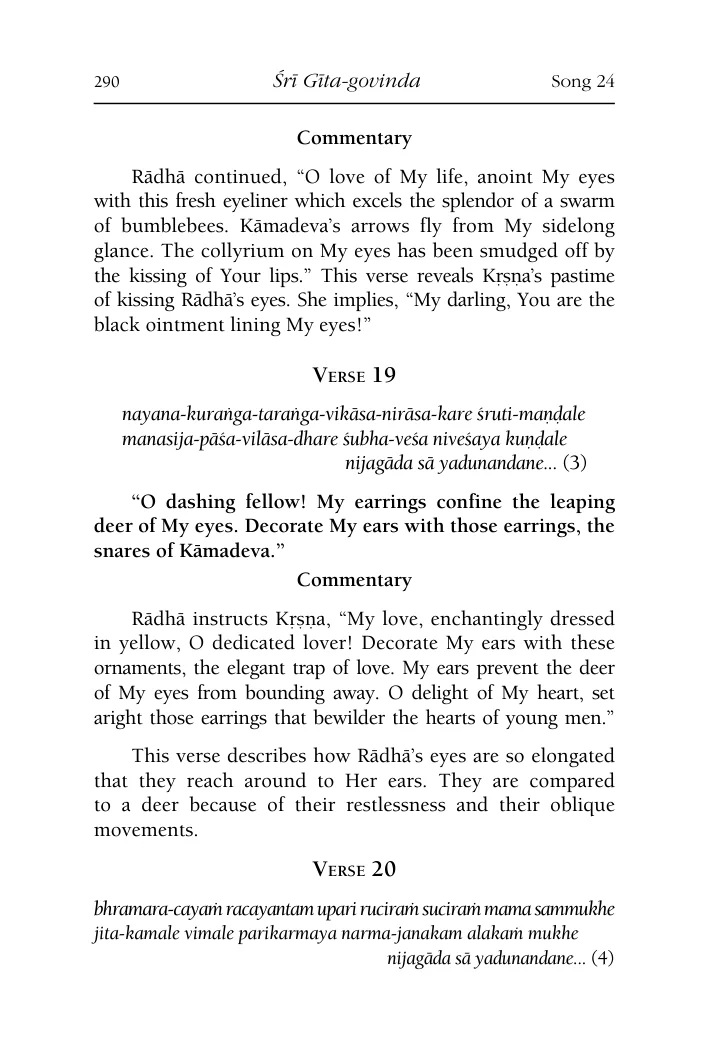 290 Śrī Gīta-govinda Song 24
Commentary
Rādhā continued, “O love of My life, anoint My eyes
with this fresh eyeliner which excels the splendor of a swarm
of bumblebees. Kāmadeva’s arrows fly from My sidelong
glance. The collyrium on My eyes has been smudged off by
the kissing of Your lips.” This verse reveals Kṛṣṇa’s pastime
of kissing Rādhā’s eyes. She implies, “My darling, You are the
black ointment lining My eyes!”
Verse 19
nayana-kuraṅga-taraṅga-vikāsa-nirāsa-kare śruti-maṇḍale
manasija-pāśa-vilāsa-dhare śubha-veśa niveśaya kuṇḍale
nijagāda sā yadunandane... (3)
“O dashing fellow! My earrings confine the leaping
deer of My eyes. Decorate My ears with those earrings, the
snares of Kāmadeva.”
Commentary
Rādhā instructs Kṛṣṇa, “My love, enchantingly dressed
in yellow, O dedicated lover! Decorate My ears with these
ornaments, the elegant trap of love. My ears prevent the deer
of My eyes from bounding away. O delight of My heart, set
aright those earrings that bewilder the hearts of young men.”
This verse describes how Rādhā’s eyes are so elongated
that they reach around to Her ears. They are compared
to a deer because of their restlessness and their oblique
movements.
Verse 20
bhramara-cayaṁ racayantam upari ruciraṁ suciraṁ mama sammukhe
jita-kamale vimale parikarmaya narma-janakam alakaṁ mukhe
nijagāda sā yadunandane... (4)